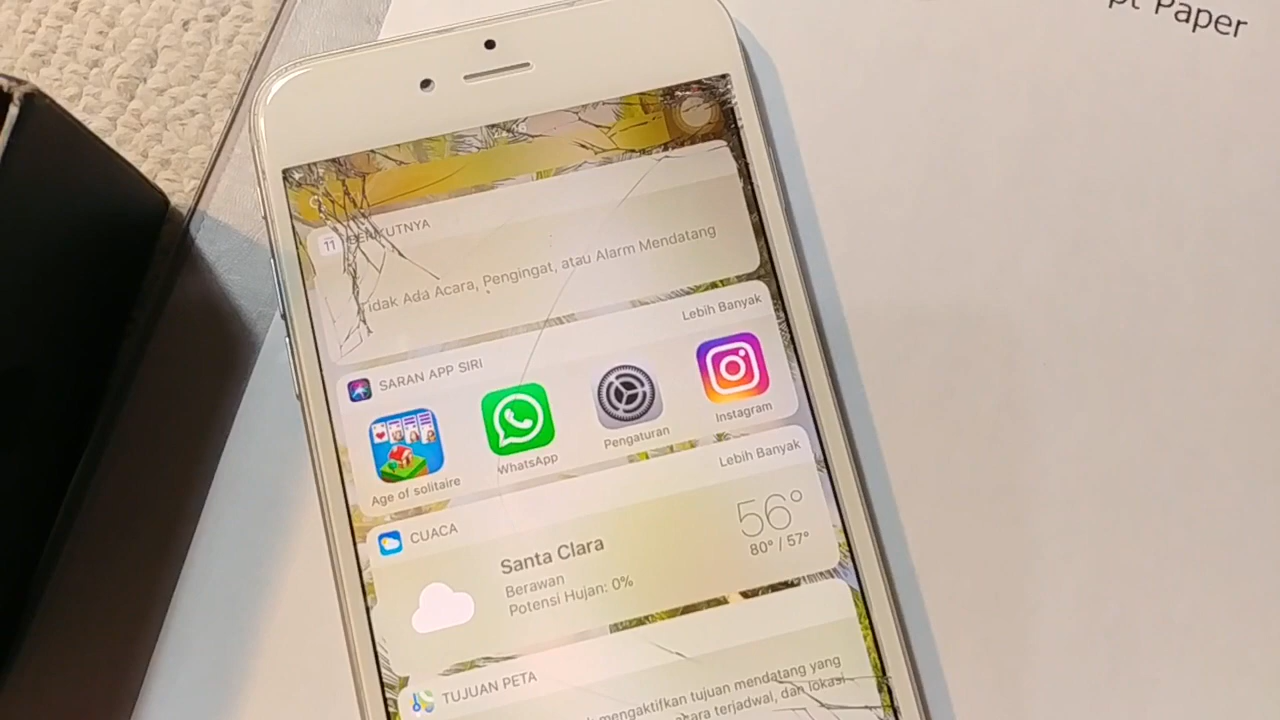 Paper
11 BERIKUTNYA
Tidak Ada Acara, Pengingat, atau Alarm Mendatang
SARAN APP SIRI Lebih Banyak
Age of solitaire WhatsApp Pengaturan Instagram
CUACA Lebih Banyak
Santa Clara 56°
Berawan 80° / 57°
Potensi Hujan: 0%
TUJUAN PETA
mengaktifkan tujuan mendatang yang
acara terjadwal, dan lokasi